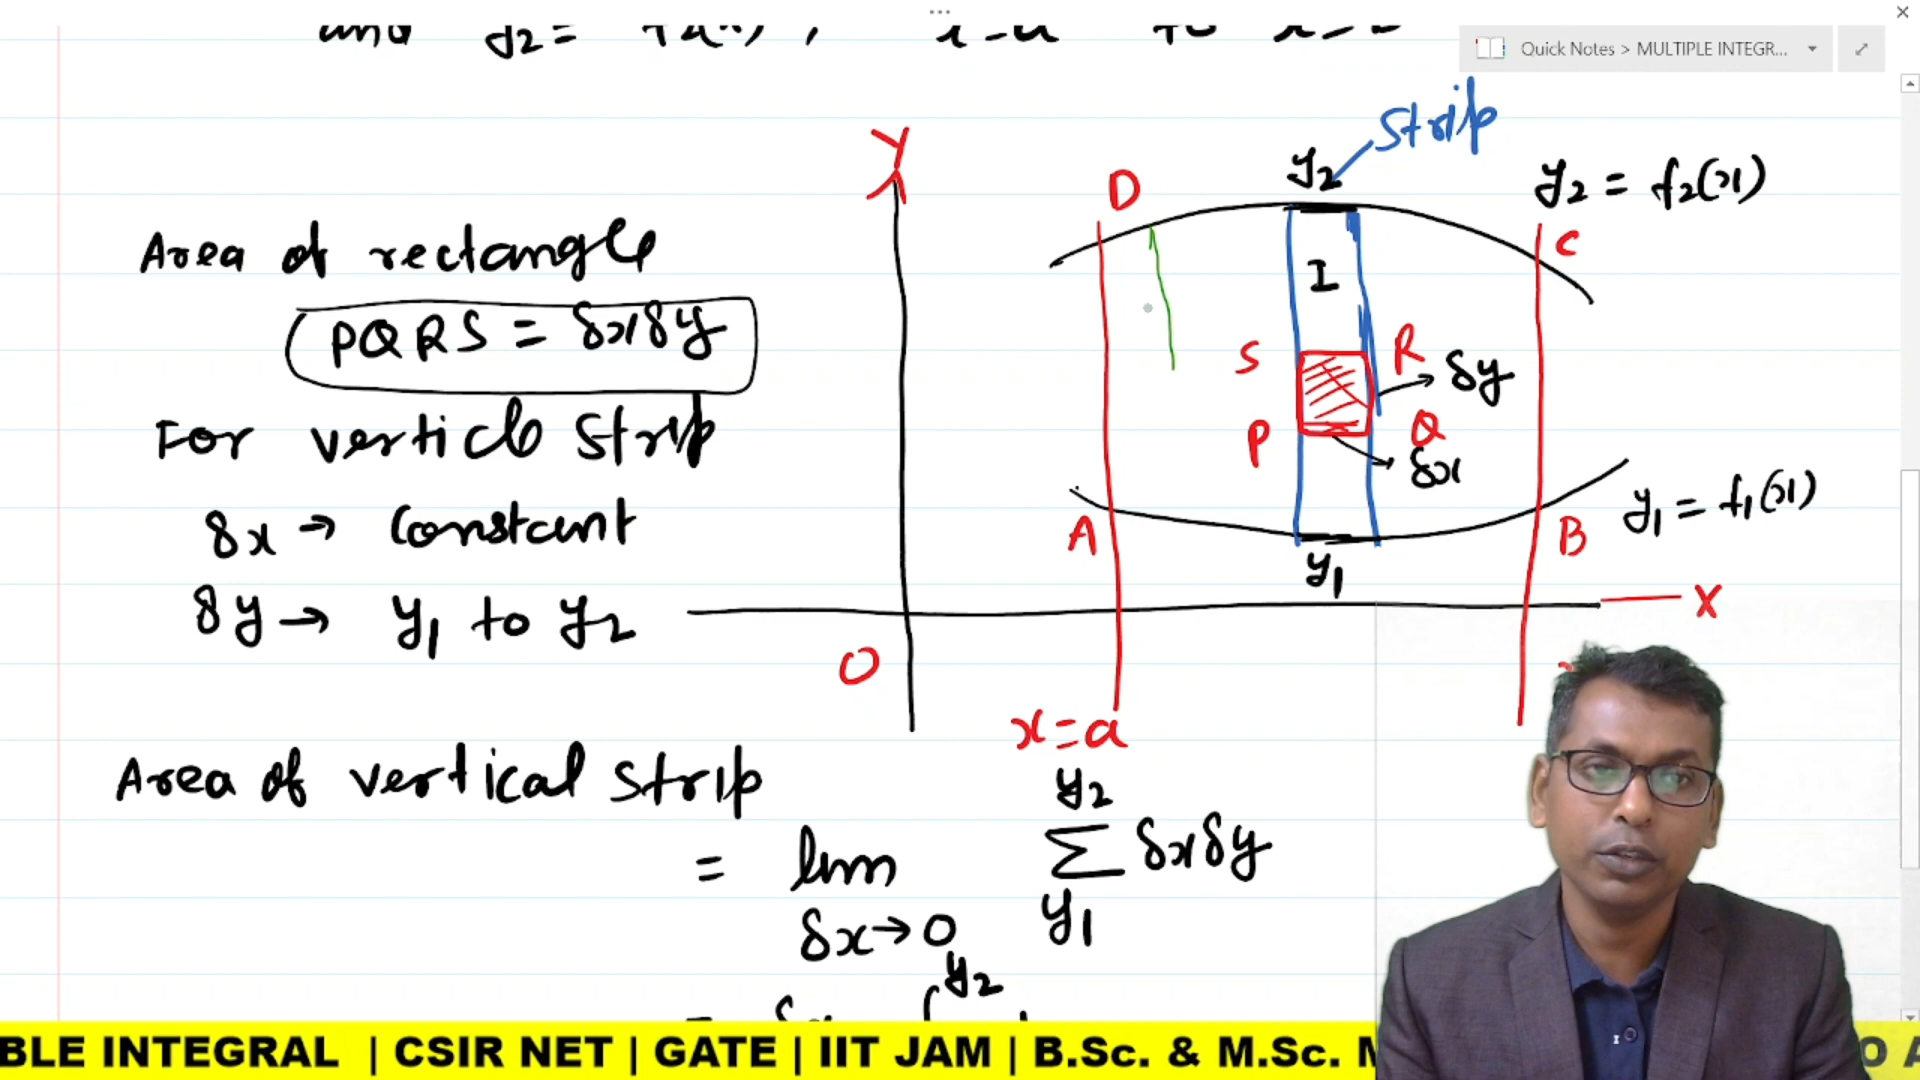 Quick Notes > MULTIPLE INTEGR...
Strip
Y
D
y2
y2 = f2(x)
C
I
Area of rectangle
PQRS = δxδy
S
R
δy
P
Q
δx
For verticle Strip
δx → Constant
δy → y1 to y2
A
B
y1 = f1(x)
y1
X
O
x=a
Area of vertical strip
= lim
δx→0
y2
Σ δxδy
y1
y2
BLE INTEGRAL | CSIR NET | GATE | IIT JAM | B.Sc. & M.Sc. M